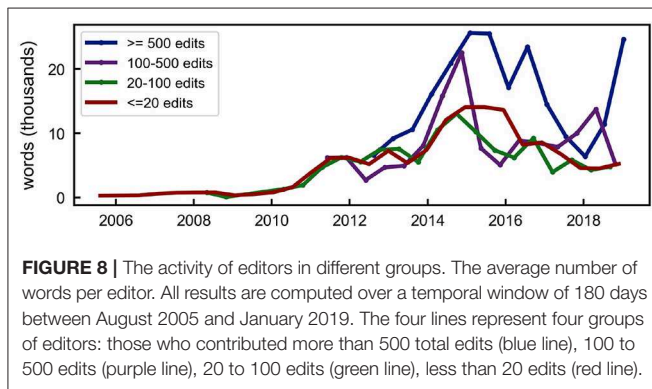 >= 500 edits
100-500 edits
20-100 edits
<=20 edits
words (thousands)
20
10
0
2006 2008 2010 2012 2014 2016 2018
FIGURE 8 | The activity of editors in different groups. The average number of
words per editor. All results are computed over a temporal window of 180 days
between August 2005 and January 2019. The four lines represent four groups
of editors: those who contributed more than 500 total edits (blue line), 100 to
500 edits (purple line), 20 to 100 edits (green line), less than 20 edits (red line).